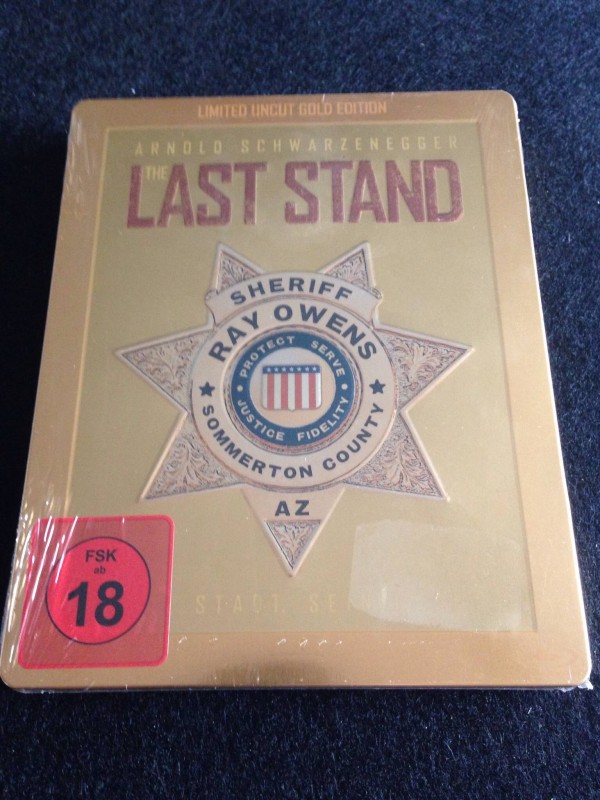 LIMITED UNCUT GOLD EDITION
ARNOLD SCHWARZENEGGER
THE
LAST STAND
SHERIFF
RAY OWENS
PROTECT SERVE
JUSTICE FIDELITY
SOMMERTON COUNTY
AZ
STADT.
FSK
ab
18